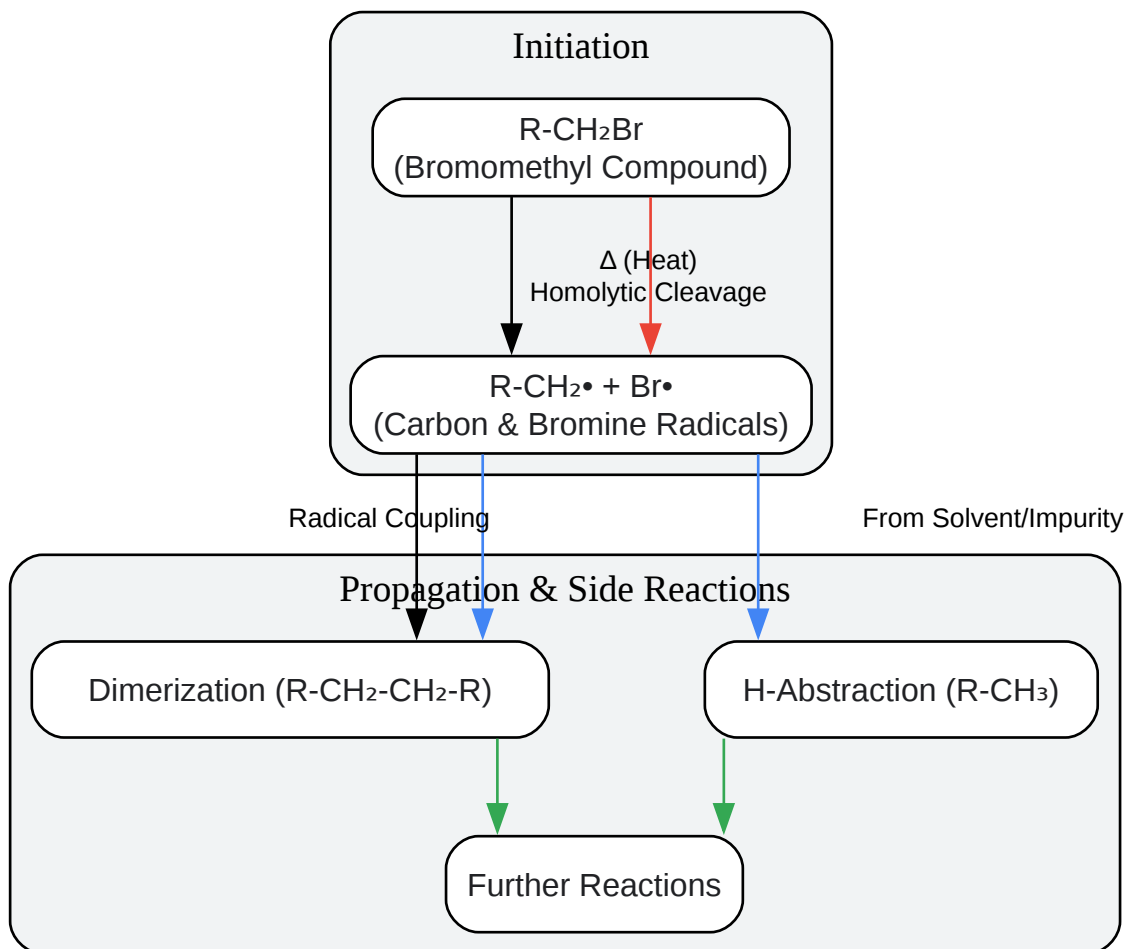 Initiation
R-CH₂Br
(Bromomethyl Compound)
Δ (Heat)
Homolytic Cleavage
R-CH₂• + Br•
(Carbon & Bromine Radicals)
Radical Coupling
From Solvent/Impurity
Propagation & Side Reactions
Dimerization (R-CH₂-CH₂-R)
H-Abstraction (R-CH₃)
Further Reactions